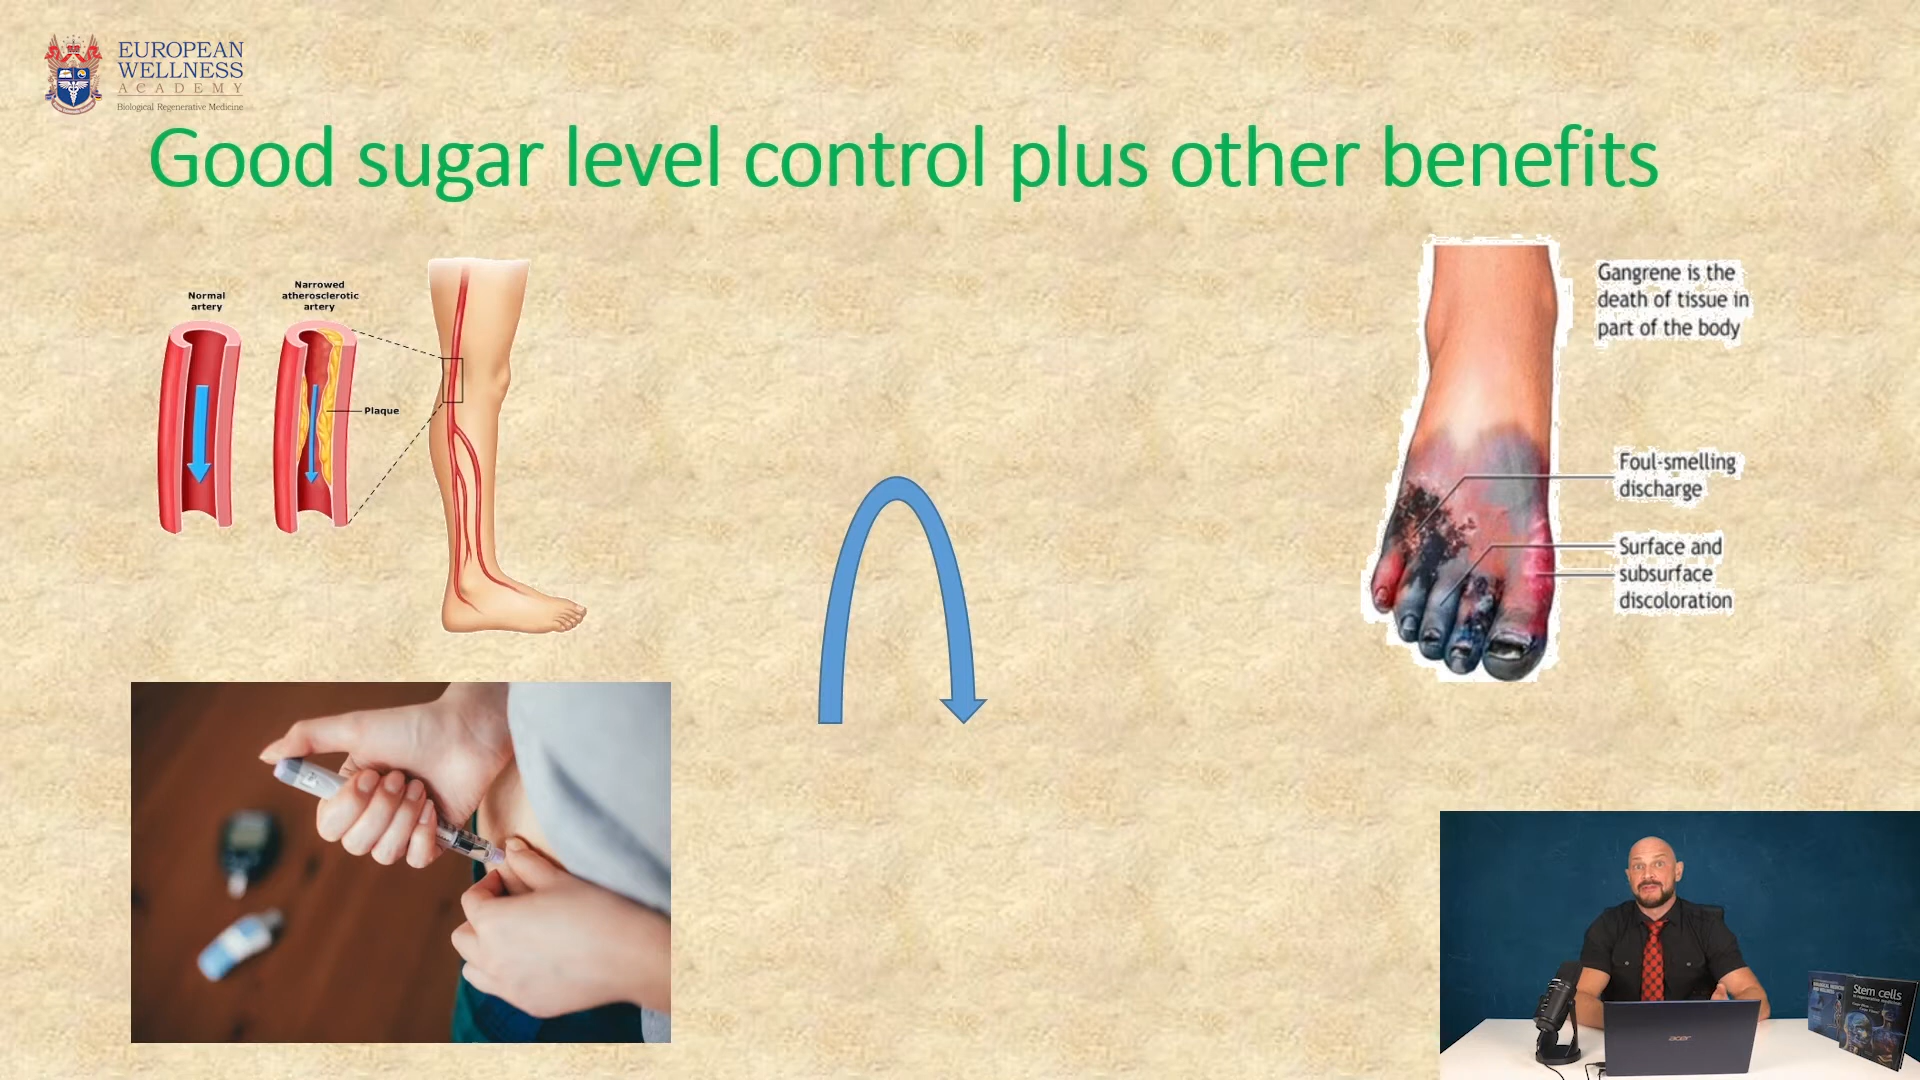 EUROPEAN
WELLNESS
ACADEMY
Biological Regenerative Medicine
Good sugar level control plus other benefits
Normal
artery
Narrowed
atherosclerotic
artery
Plaque
Gangrene is the
death of tissue in
part of the body
Foul-smelling
discharge
Surface and
subsurface
discoloration
Stem cells
acer